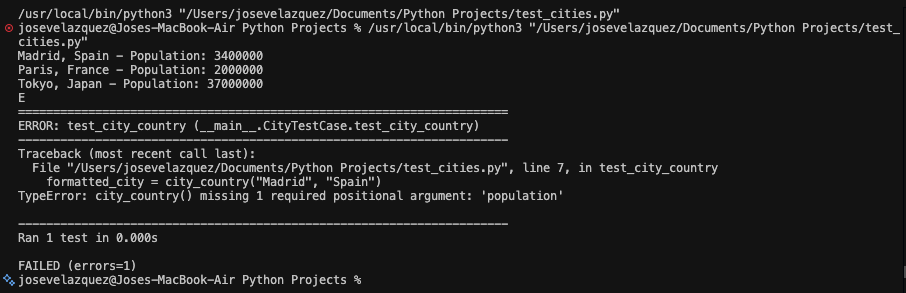 /usr/local/bin/python3 "/Users/josevelazquez/Documents/Python Projects/test_cities.py"
josevelazquez@Joses-MacBook-Air Python Projects % /usr/local/bin/python3 "/Users/josevelazquez/Documents/Python Projects/test_
cities.py"
Madrid, Spain - Population: 3400000
Paris, France - Population: 2000000
Tokyo, Japan - Population: 37000000
E
======================================================================
ERROR: test_city_country (__main__.CityTestCase.test_city_country)
----------------------------------------------------------------------
Traceback (most recent call last):
  File "/Users/josevelazquez/Documents/Python Projects/test_cities.py", line 7, in test_city_country
    formatted_city = city_country("Madrid", "Spain")
TypeError: city_country() missing 1 required positional argument: 'population'

----------------------------------------------------------------------
Ran 1 test in 0.000s

FAILED (errors=1)
josevelazquez@Joses-MacBook-Air Python Projects %